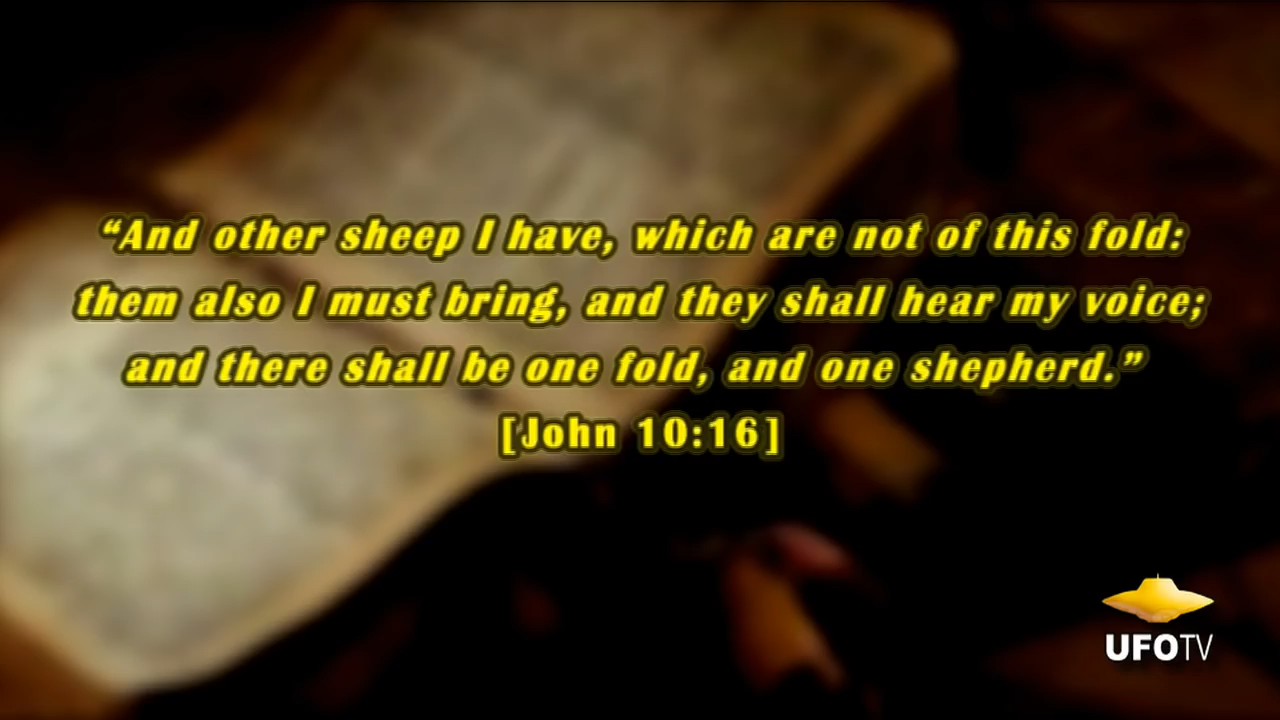 “And other sheep I have, which are not of this fold:
them also I must bring, and they shall hear my voice;
and there shall be one fold, and one shepherd.”
[John 10:16]
UFOTV